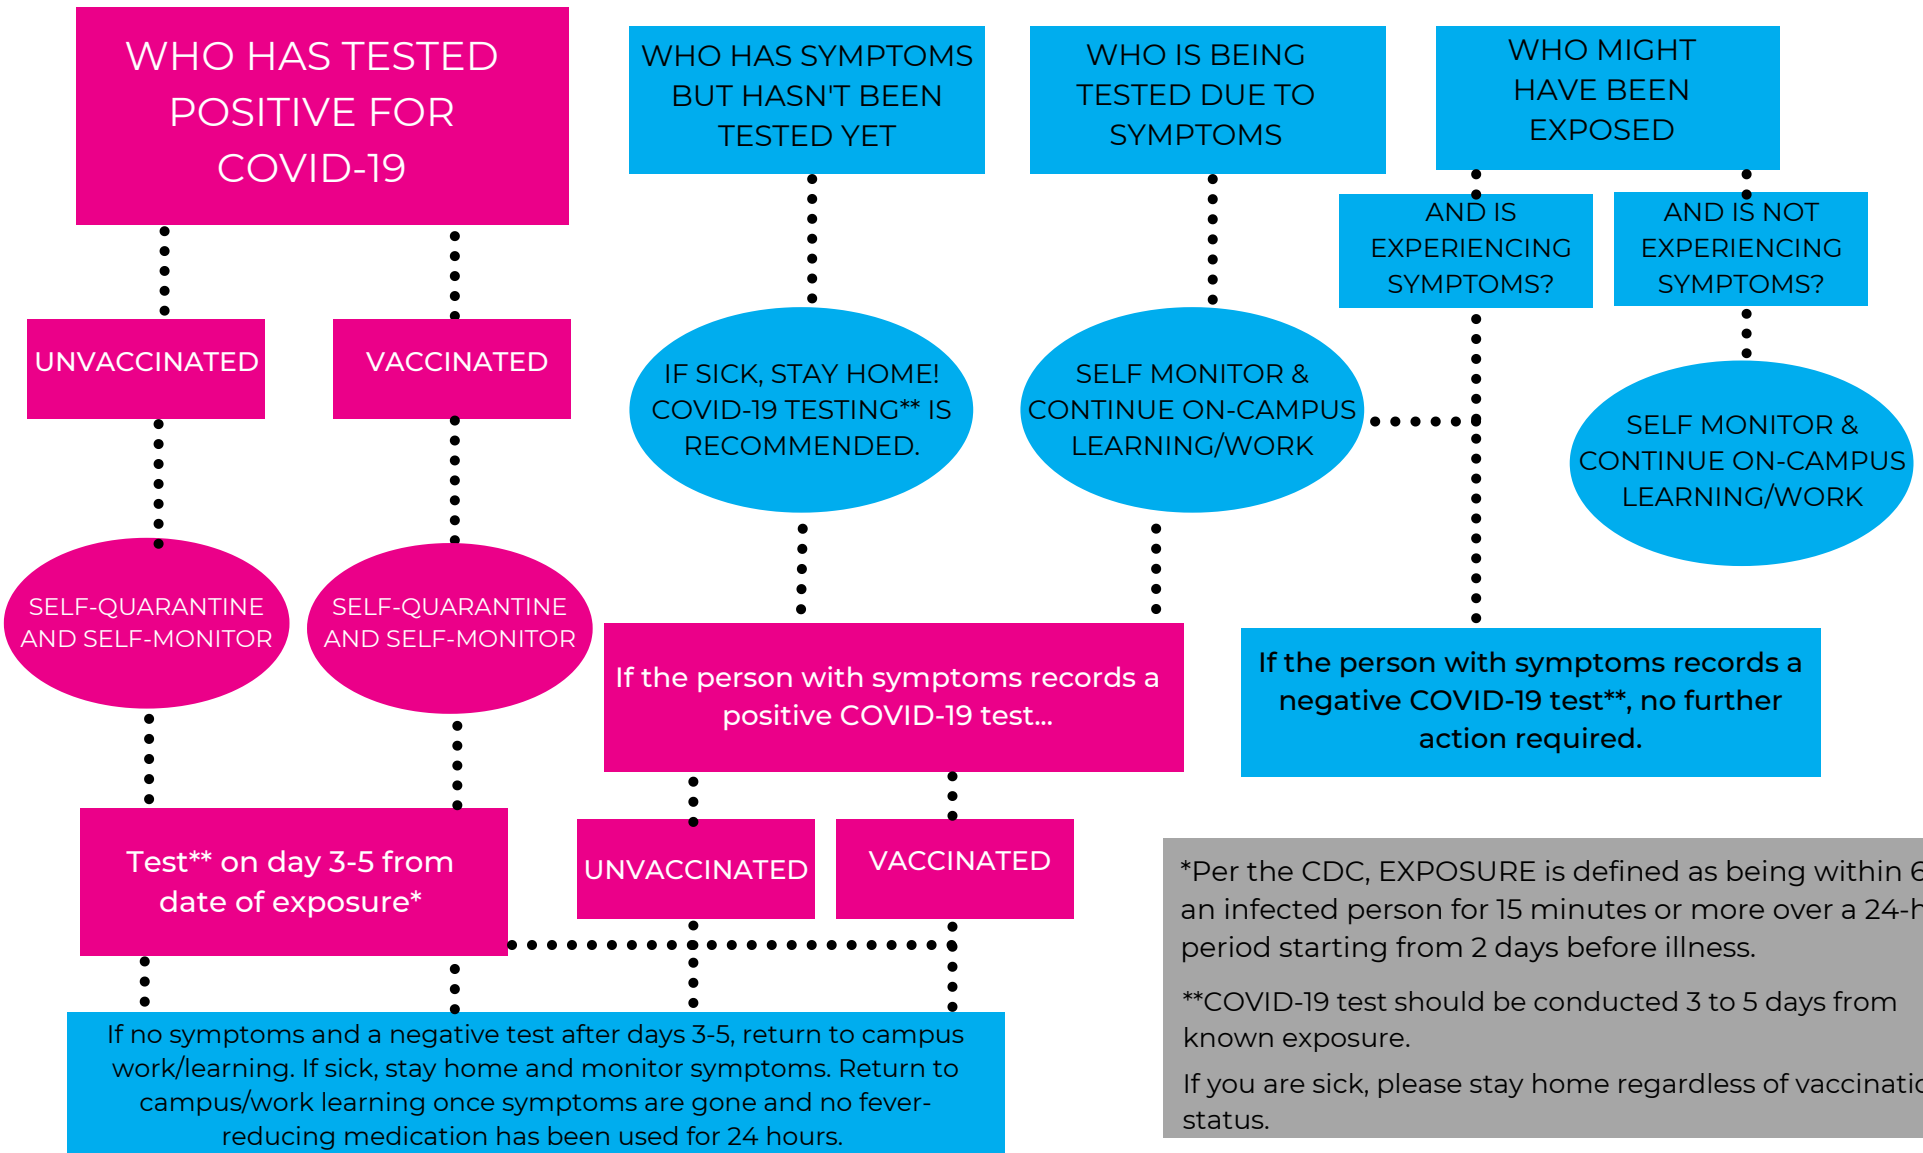 WHO HAS TESTED
POSITIVE FOR
COVID-19
WHO HAS SYMPTOMS
BUT HASN'T BEEN
TESTED YET
WHO IS BEING
TESTED DUE TO
SYMPTOMS
WHO MIGHT
HAVE BEEN
EXPOSED
AND IS
EXPERIENCING
SYMPTOMS?
AND IS NOT
EXPERIENCING
SYMPTOMS?
UNVACCINATED
VACCINATED
IF SICK, STAY HOME!
COVID-19 TESTING** IS
RECOMMENDED.
SELF MONITOR &
CONTINUE ON-CAMPUS
LEARNING/WORK
SELF MONITOR &
CONTINUE ON-CAMPUS
LEARNING/WORK
SELF-QUARANTINE
AND SELF-MONITOR
SELF-QUARANTINE
AND SELF-MONITOR
If the person with symptoms records a
positive COVID-19 test...
If the person with symptoms records a
negative COVID-19 test**, no further
action required.
Test** on day 3-5 from
date of exposure*
UNVACCINATED
VACCINATED
*Per the CDC, EXPOSURE is defined as being within 6
an infected person for 15 minutes or more over a 24-h
period starting from 2 days before illness.
**COVID-19 test should be conducted 3 to 5 days from
known exposure.
If you are sick, please stay home regardless of vaccinatio
status.
If no symptoms and a negative test after days 3-5, return to campus
work/learning. If sick, stay home and monitor symptoms. Return to
campus/work learning once symptoms are gone and no fever-
reducing medication has been used for 24 hours.